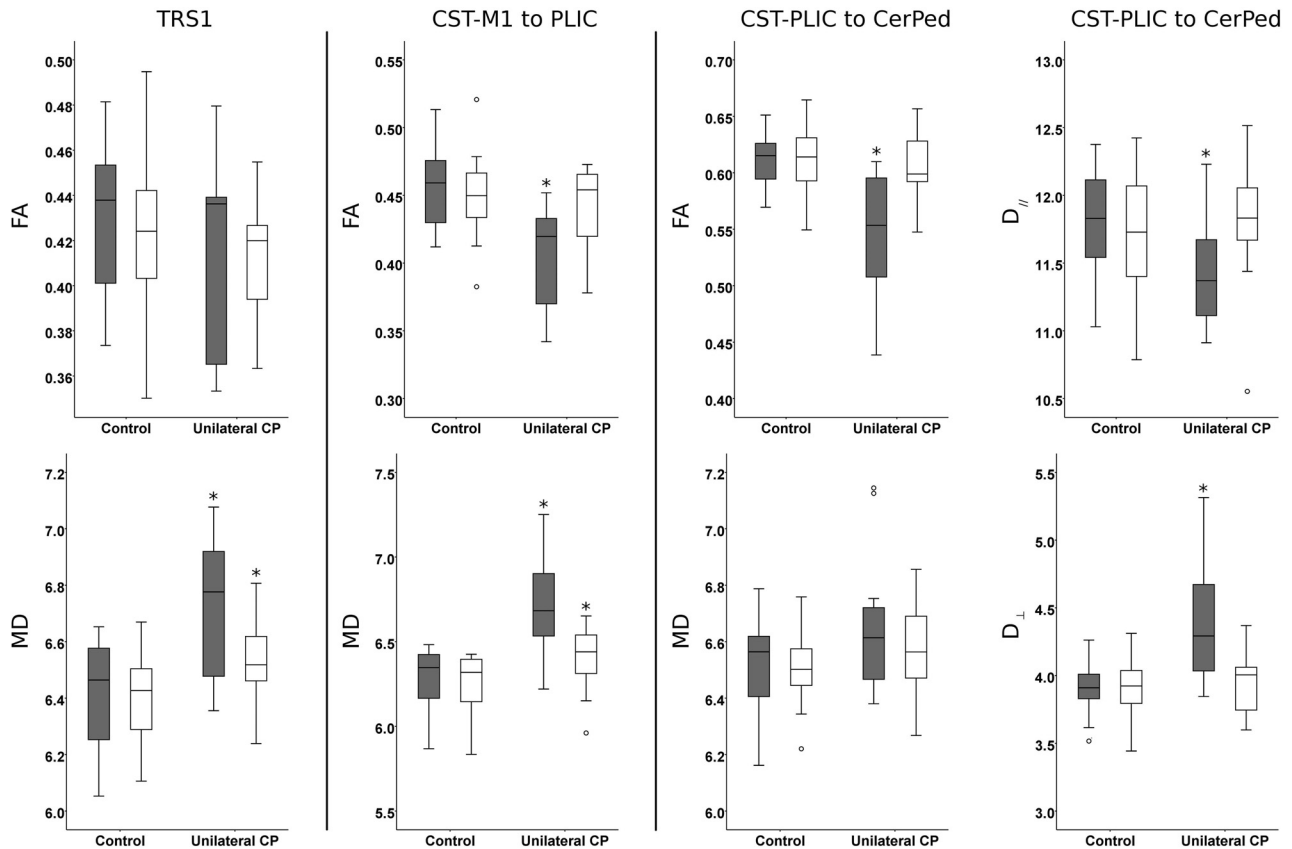 TRS1
CST-M1 to PLIC
CST-PLIC to CerPed
CST-PLIC to CerPed
FA
0.50
0.48
0.46
0.44
0.42
0.40
0.38
0.36
Control
Unilateral CP
FA
0.55
0.50
0.45
0.40
0.35
0.30
*
Control
Unilateral CP
FA
0.70
0.65
0.60
0.55
0.50
0.45
0.40
*
Control
Unilateral CP
D//
13.0
12.5
12.0
11.5
11.0
10.5
*
Control
Unilateral CP
MD
7.2
7.0
6.8
6.6
6.4
6.2
6.0
*
*
Control
Unilateral CP
MD
7.5
7.0
6.5
6.0
5.5
*
*
Control
Unilateral CP
MD
7.2
7.0
6.8
6.6
6.4
6.2
6.0
Control
Unilateral CP
D⊥
5.5
5.0
4.5
4.0
3.5
3.0
*
Control
Unilateral CP